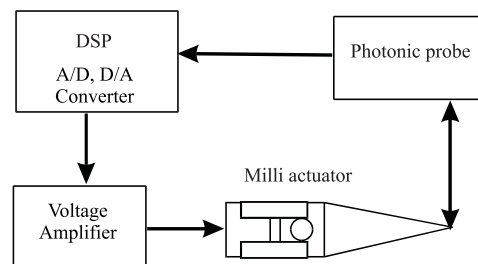 DSP
A/D, D/A
Converter
Photonic probe
Milli actuator
Voltage
Amplifier